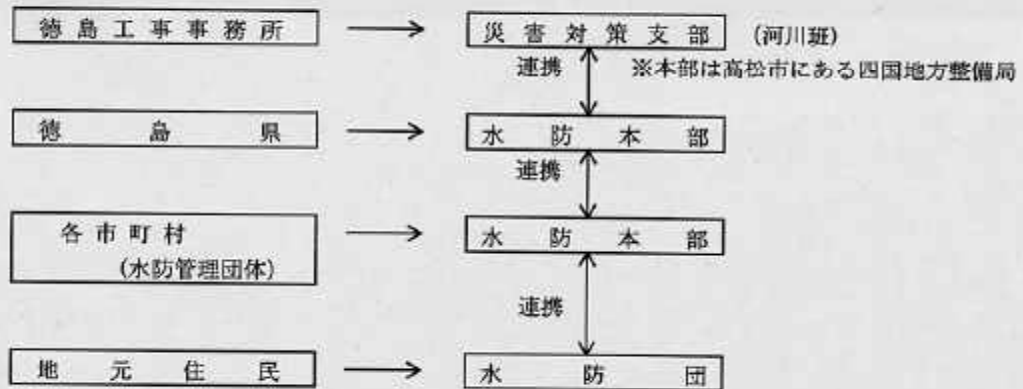 徳島工事事務所
災害対策支部 (河川班)
連携 ※本部は高松市にある四国地方整備局
徳島県
水防本部
連携
各市町村
(水防管理団体)
水防本部
連携
地元住民
水防団